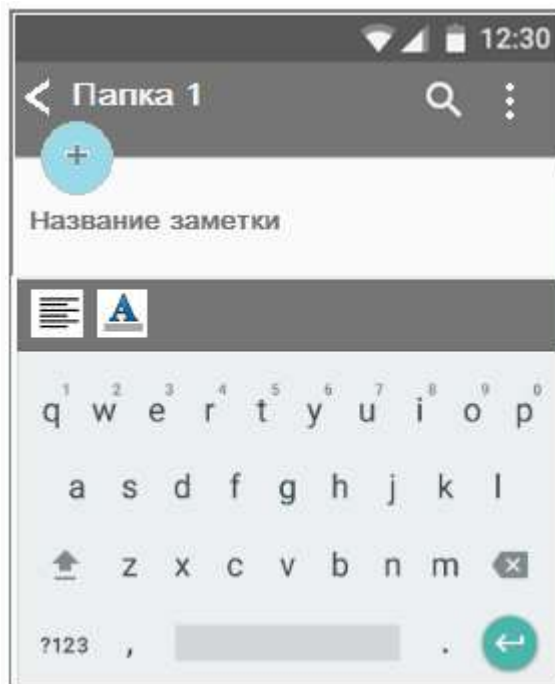 12:30
Папка 1
+
Название заметки
A
1 2 3 4 5 6 7 8 9 0
q w e r t y u i o p
a s d f g h j k l
z x c v b n m
?123 , .